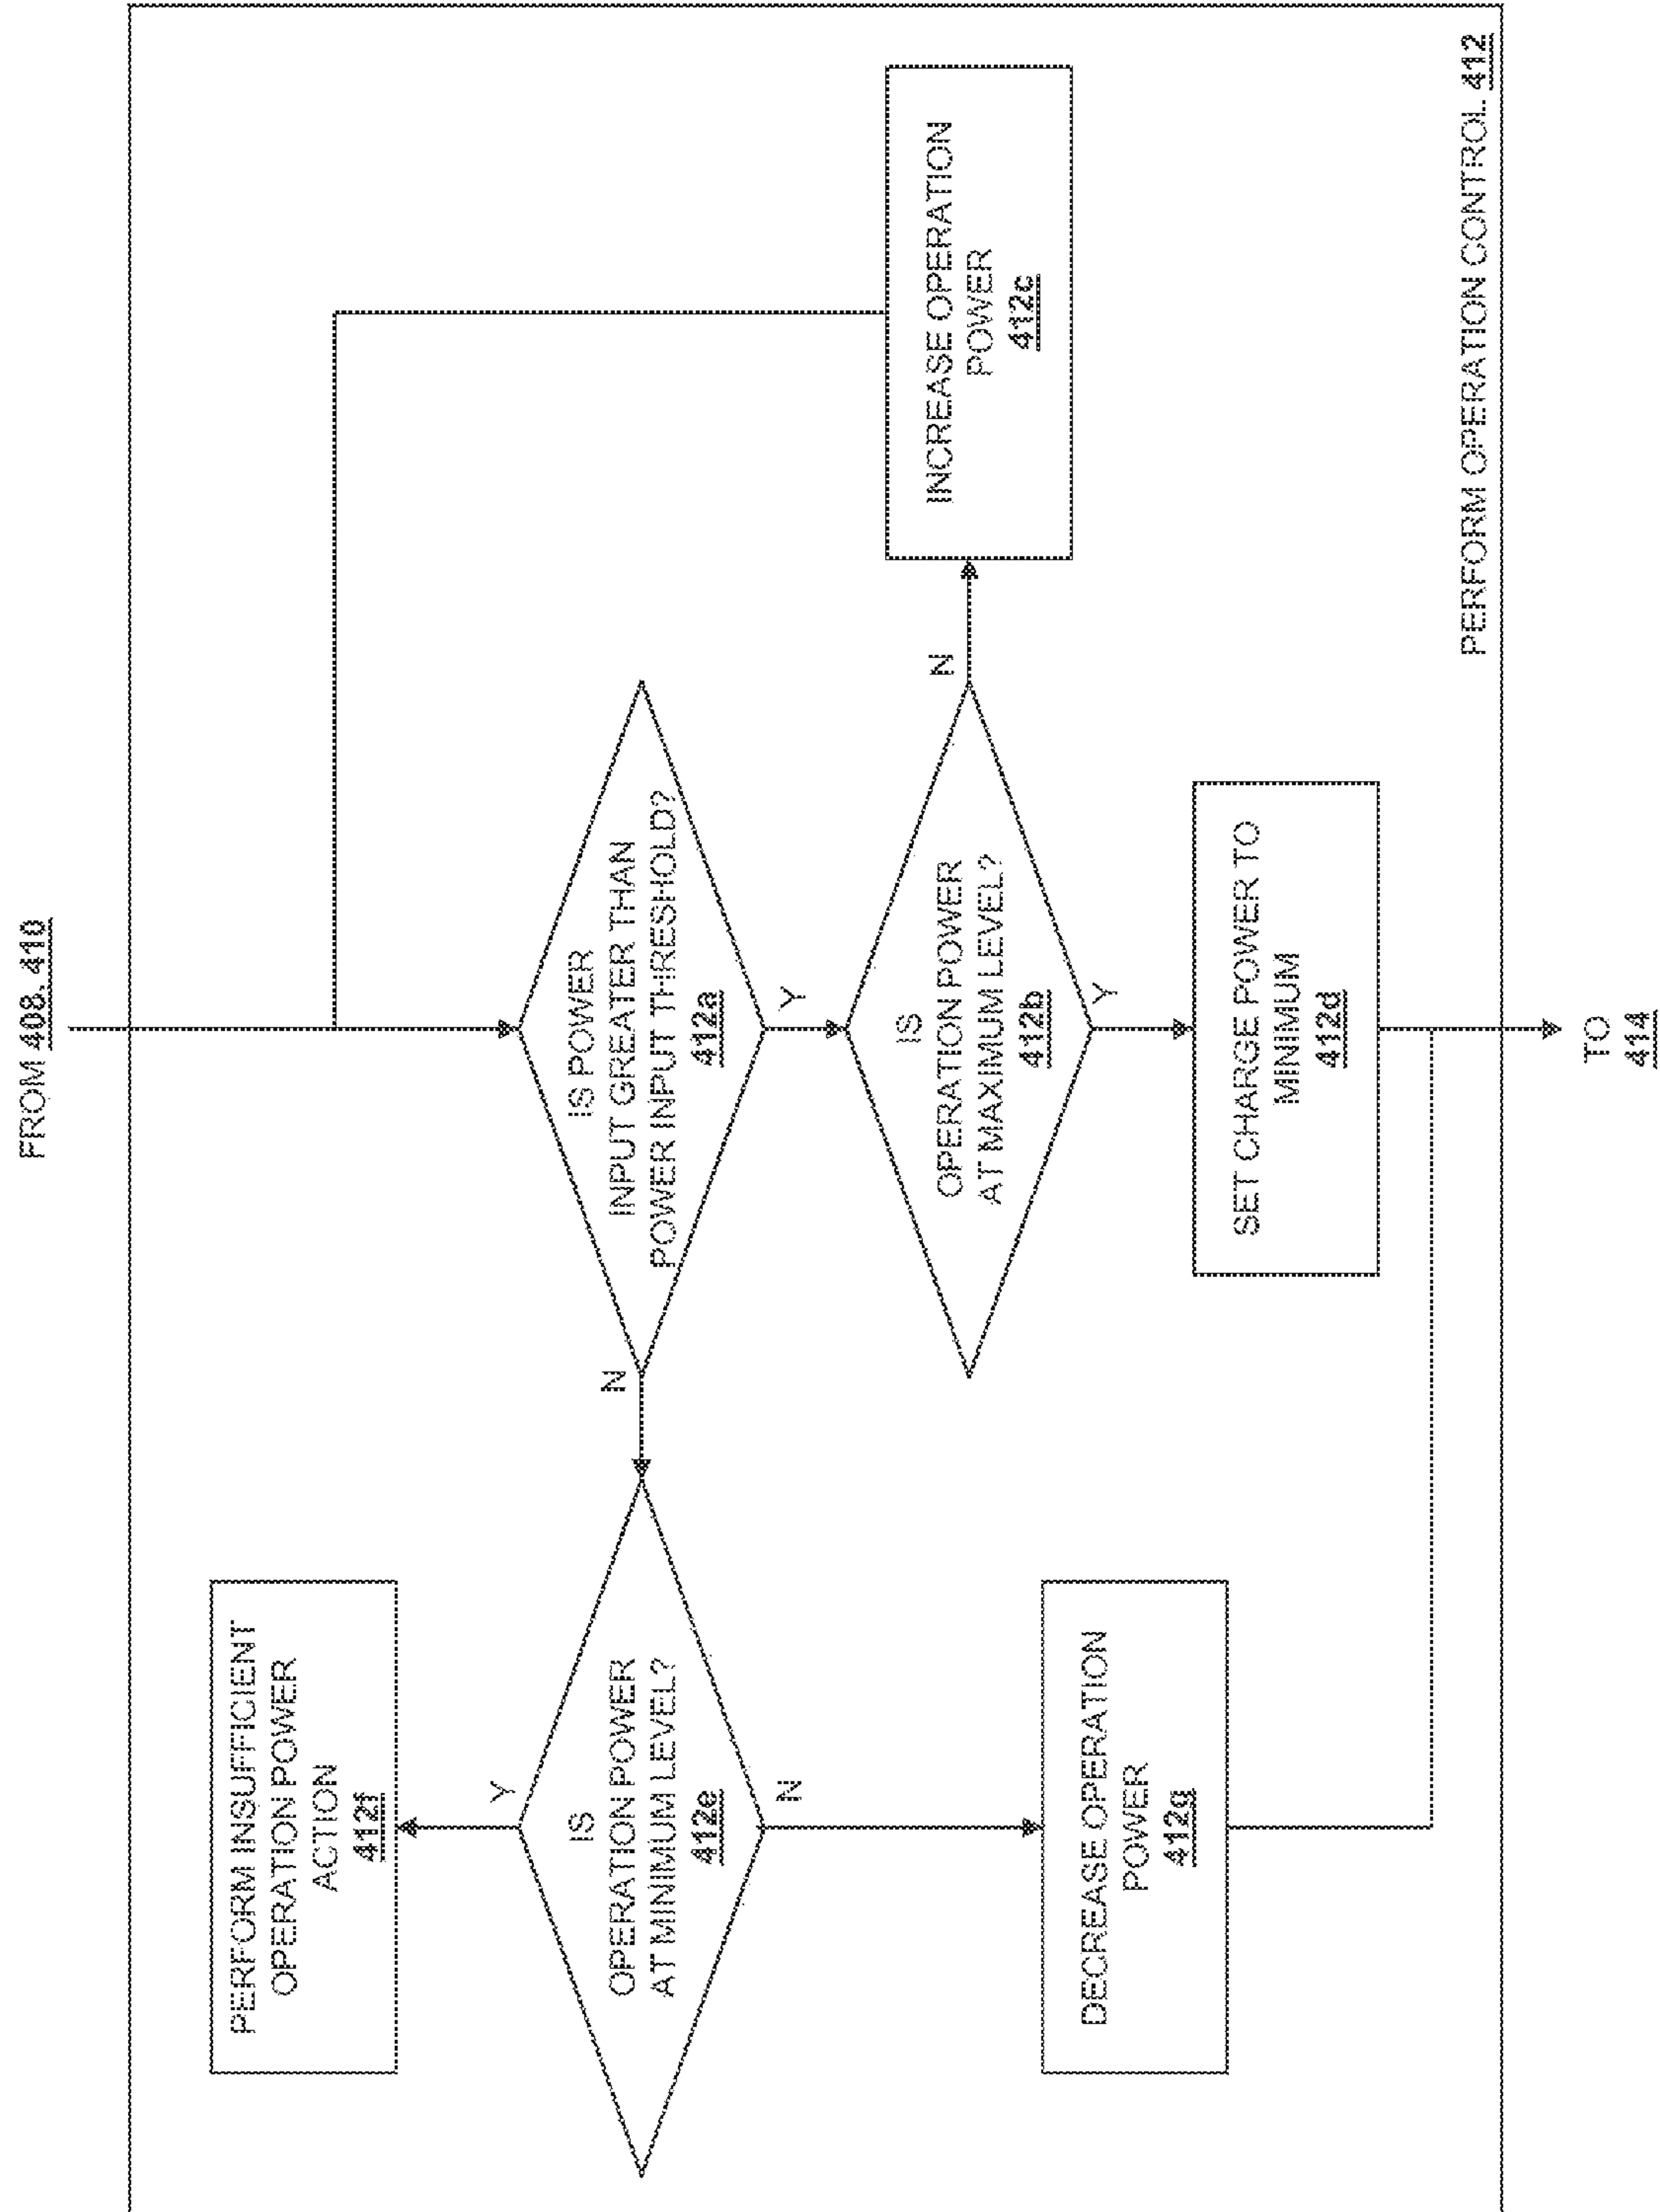 FROM 408, 410
IS POWER
INPUT GREATER THAN
POWER INPUT THRESHOLD?
412a
Y
N
IS
OPERATION POWER
AT MAXIMUM LEVEL?
412b
N
Y
INCREASE OPERATION
POWER
412c
SET CHARGE POWER TO
MINIMUM
412d
IS
OPERATION POWER
AT MINIMUM LEVEL?
412e
Y
N
PERFORM INSUFFICIENT
OPERATION POWER
ACTION
412f
DECREASE OPERATION
POWER
412g
PERFORM OPERATION CONTROL 412
TO
414